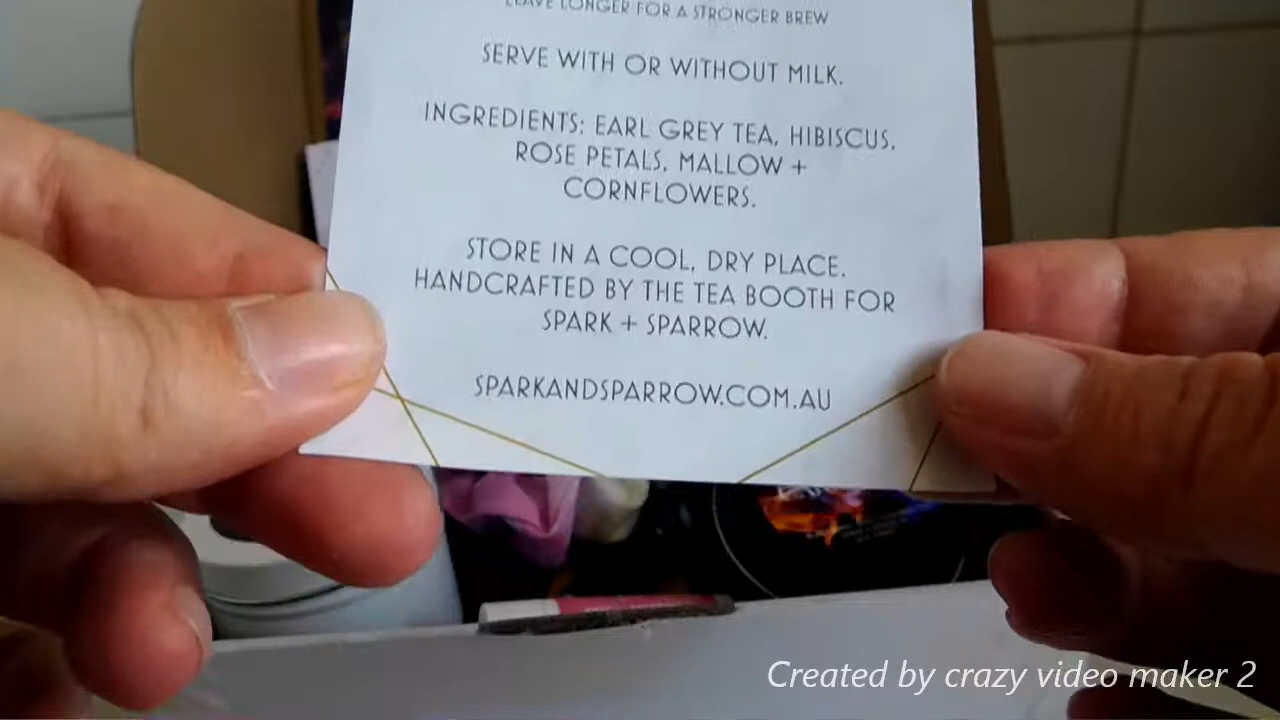 LEAVE LONGER FOR A STRONGER BREW
SERVE WITH OR WITHOUT MILK.
INGREDIENTS: EARL GREY TEA, HIBISCUS,
ROSE PETALS, MALLOW +
CORNFLOWERS.
STORE IN A COOL, DRY PLACE.
HANDCRAFTED BY THE TEA BOOTH FOR
SPARK + SPARROW.
SPARKANDSPARROW.COM.AU
Created by crazy video maker 2